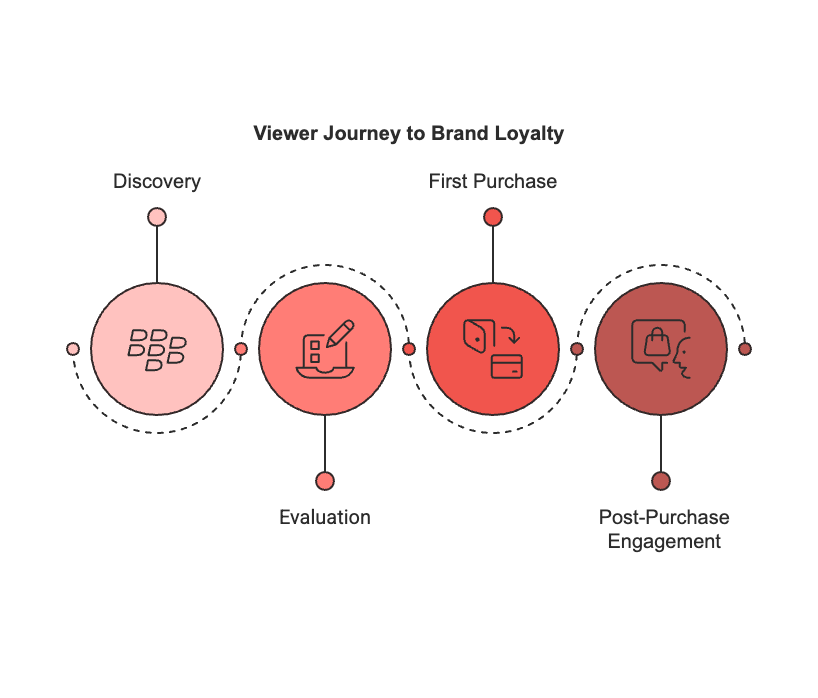 Viewer Journey to Brand Loyalty
Discovery
First Purchase
Evaluation
Post-Purchase
Engagement